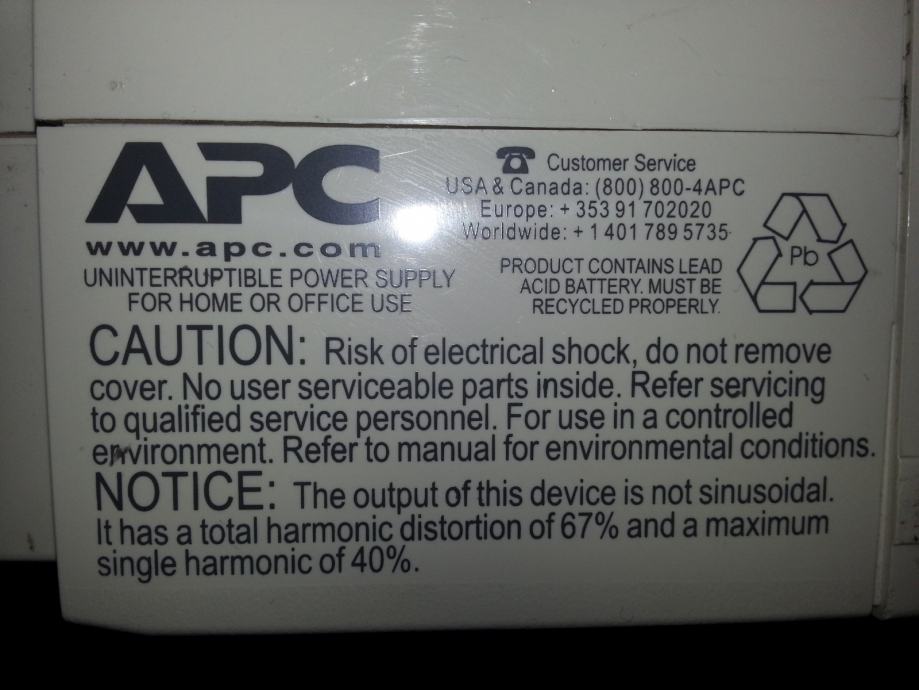 APC
www.apc.com
UNINTERRUPTIBLE POWER SUPPLY
FOR HOME OR OFFICE USE
Customer Service
USA & Canada: (800) 800-4APC
Europe: + 353 91 702020
Worldwide: + 1 401 789 5735
PRODUCT CONTAINS LEAD
ACID BATTERY. MUST BE
RECYCLED PROPERLY.
Pb
CAUTION: Risk of electrical shock, do not remove
cover. No user serviceable parts inside. Refer servicing
to qualified service personnel. For use in a controlled
environment. Refer to manual for environmental conditions.
NOTICE: The output of this device is not sinusoidal.
It has a total harmonic distortion of 67% and a maximum
single harmonic of 40%.